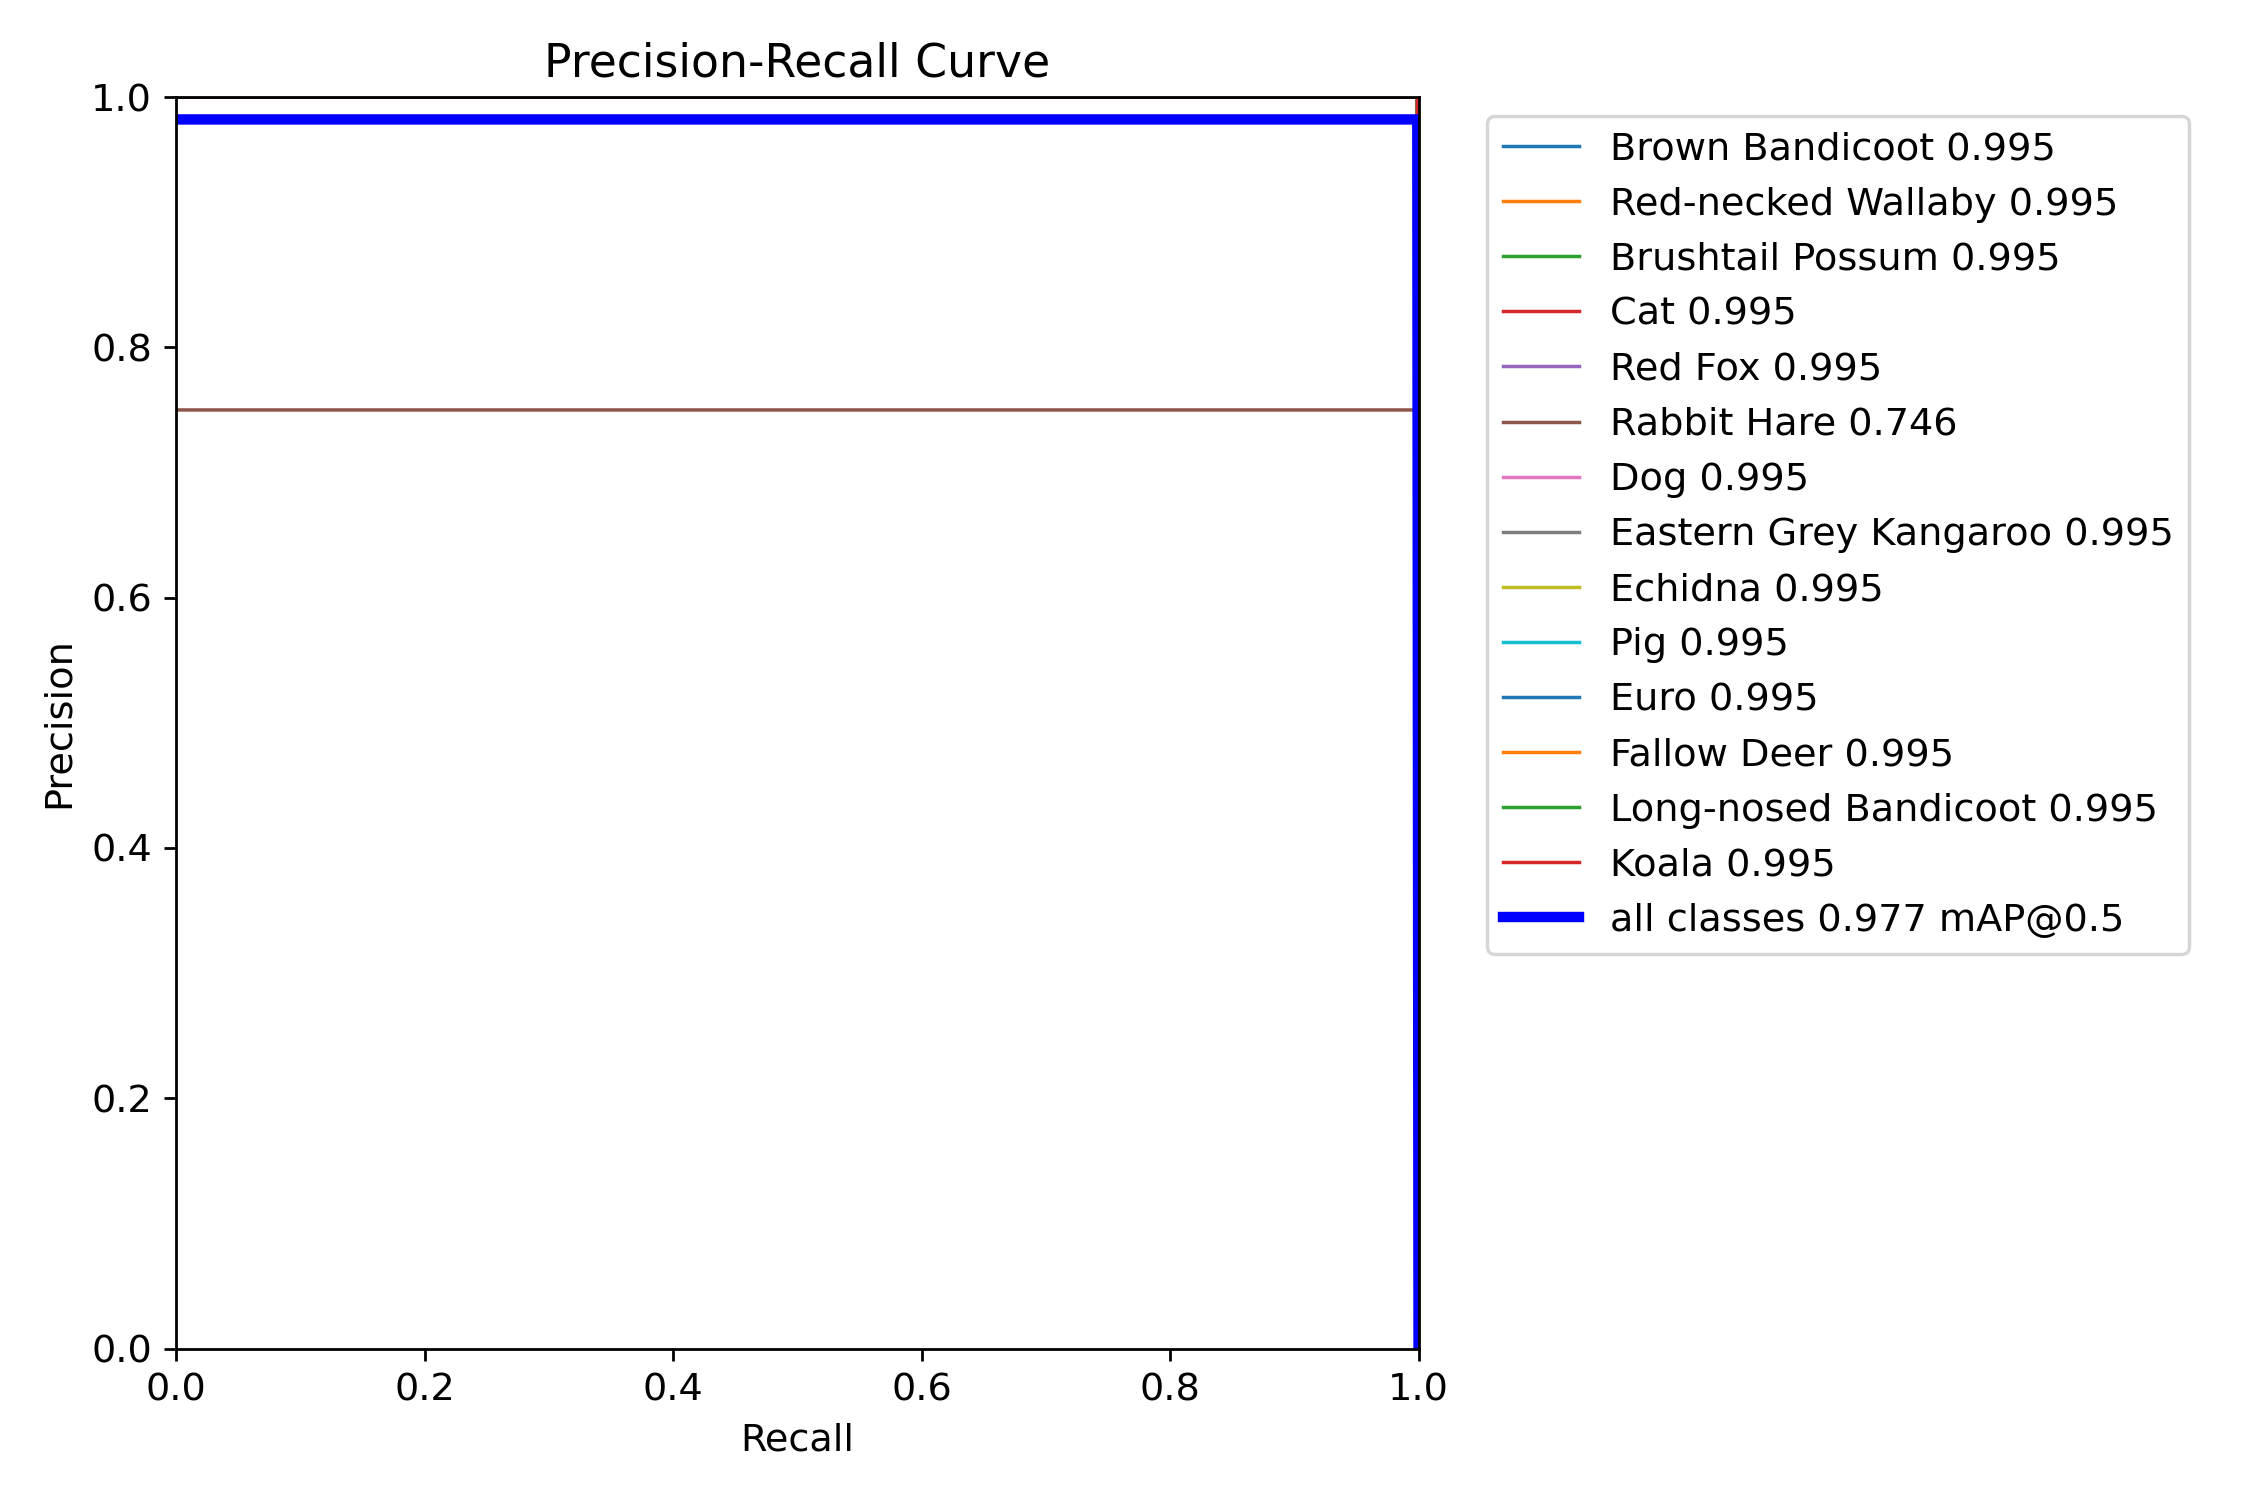 Precision-Recall Curve
1.0
0.8
0.6
0.4
0.2
0.0
Precision
0.0 0.2 0.4 0.6 0.8 1.0
Recall
Brown Bandicoot 0.995
Red-necked Wallaby 0.995
Brushtail Possum 0.995
Cat 0.995
Red Fox 0.995
Rabbit Hare 0.746
Dog 0.995
Eastern Grey Kangaroo 0.995
Echidna 0.995
Pig 0.995
Euro 0.995
Fallow Deer 0.995
Long-nosed Bandicoot 0.995
Koala 0.995
all classes 0.977 mAP@0.5